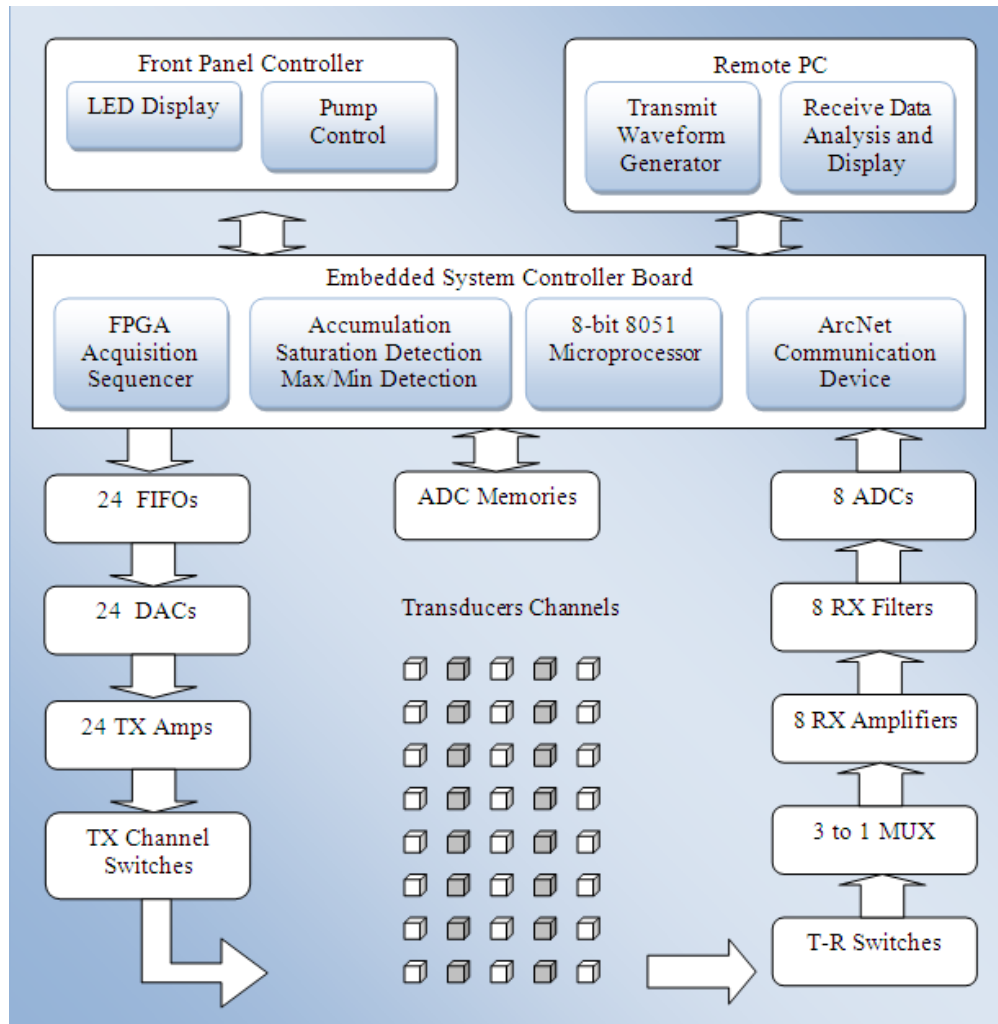 Front Panel Controller
LED Display
Pump
Control
Remote PC
Transmit
Waveform
Generator
Receive Data
Analysis and
Display
Embedded System Controller Board
FPGA
Acquisition
Sequencer
Accumulation
Saturation Detection
Max/Min Detection
8-bit 8051
Microprocessor
ArcNet
Communication
Device
24 FIFOs
ADC Memories
8 ADCs
24 DACs
Transducers Channels
8 RX Filters
24 TX Amps
8 RX Amplifiers
TX Channel
Switches
3 to 1 MUX
T-R Switches